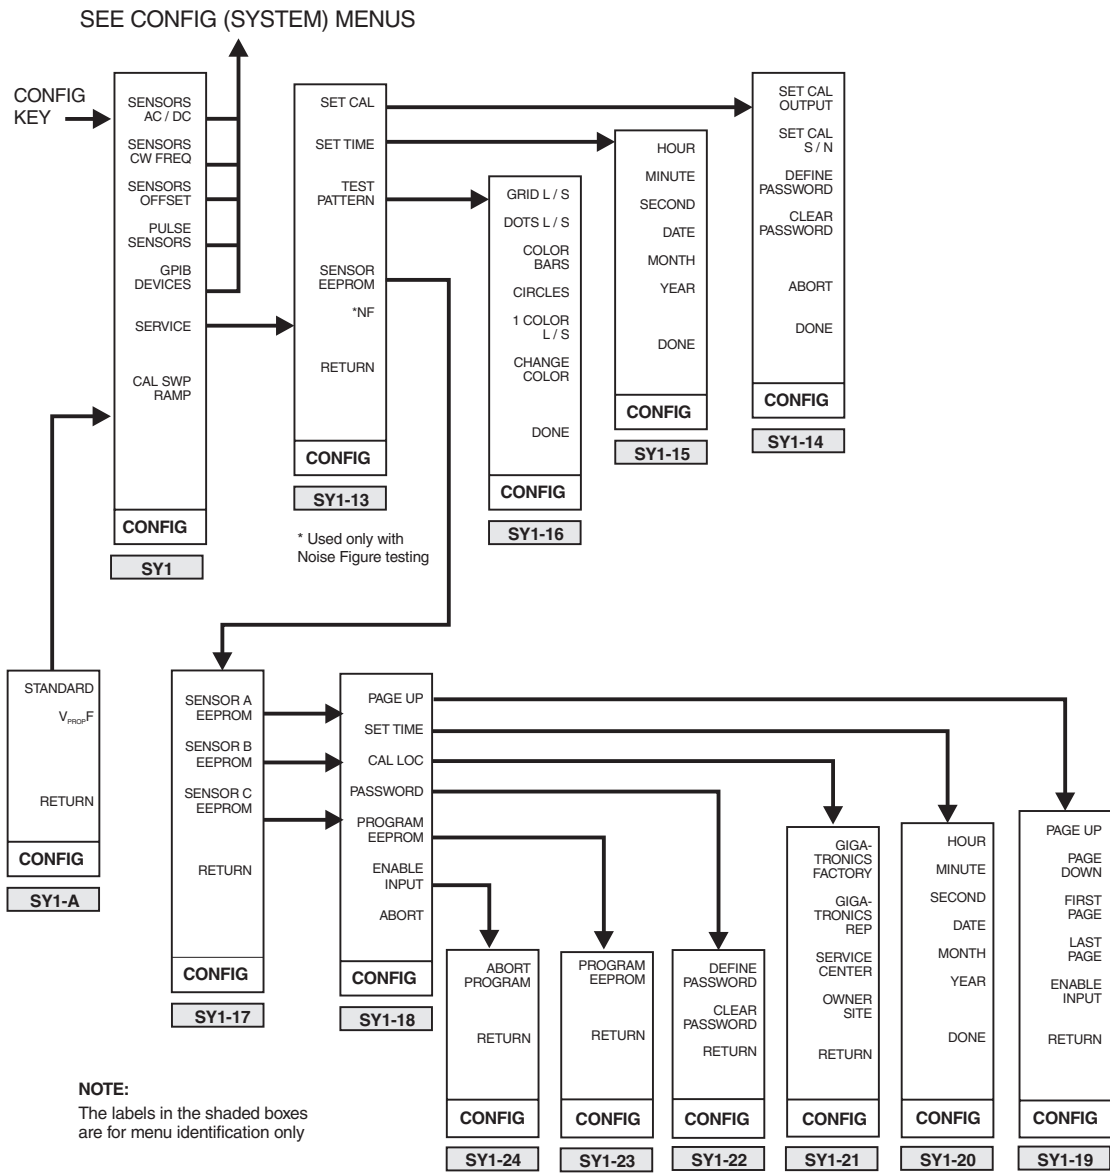 SEE CONFIG (SYSTEM) MENUS
CONFIG
KEY
SENSORS
AC / DC
SENSORS
CW FREQ
SENSORS
OFFSET
PULSE
SENSORS
GPIB
DEVICES
SERVICE
CAL SWP
RAMP
CONFIG
SY1
SET CAL
SET TIME
TEST
PATTERN
SENSOR
EEPROM
*NF
RETURN
CONFIG
SY1-13
* Used only with
Noise Figure testing
GRID L / S
DOTS L / S
COLOR
BARS
CIRCLES
1 COLOR
L / S
CHANGE
COLOR
DONE
CONFIG
SY1-16
HOUR
MINUTE
SECOND
DATE
MONTH
YEAR
DONE
CONFIG
SY1-15
SET CAL
OUTPUT
SET CAL
S / N
DEFINE
PASSWORD
CLEAR
PASSWORD
ABORT
DONE
CONFIG
SY1-14
STANDARD
VPROPF
RETURN
CONFIG
SY1-A
SENSOR A
EEPROM
SENSOR B
EEPROM
SENSOR C
EEPROM
RETURN
CONFIG
SY1-17
PAGE UP
SET TIME
CAL LOC
PASSWORD
PROGRAM
EEPROM
ENABLE
INPUT
ABORT
CONFIG
SY1-18
ABORT
PROGRAM
RETURN
CONFIG
SY1-24
PROGRAM
EEPROM
RETURN
CONFIG
SY1-23
DEFINE
PASSWORD
CLEAR
PASSWORD
RETURN
CONFIG
SY1-22
GIGA-
TRONICS
FACTORY
GIGA-
TRONICS
REP
SERVICE
CENTER
OWNER
SITE
RETURN
CONFIG
SY1-21
HOUR
MINUTE
SECOND
DATE
MONTH
YEAR
DONE
CONFIG
SY1-20
PAGE UP
PAGE
DOWN
FIRST
PAGE
LAST
PAGE
ENABLE
INPUT
RETURN
CONFIG
SY1-19
NOTE:
The labels in the shaded boxes
are for menu identification only